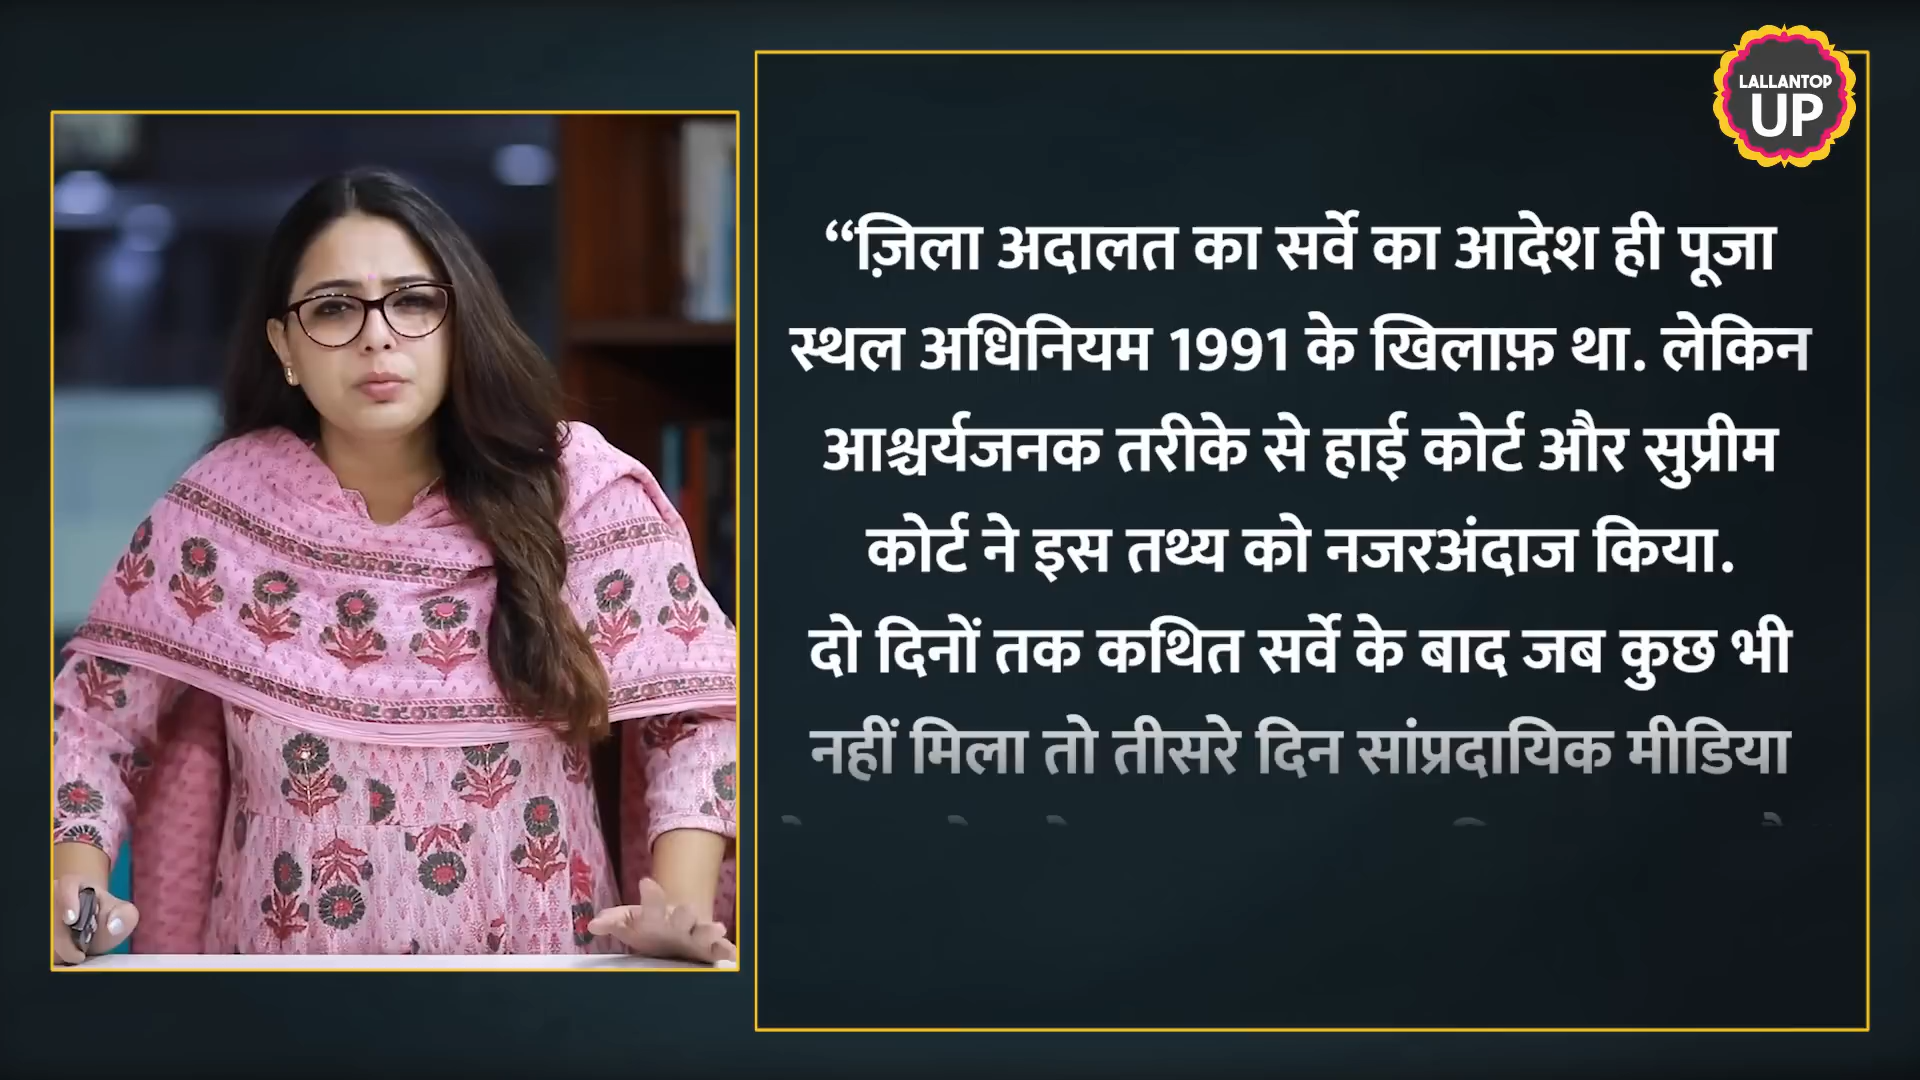 LALLANTOP
UP
“ज़िला अदालत का सर्वे का आदेश ही पूजा
स्थल अधिनियम 1991 के खिलाफ़ था. लेकिन
आश्चर्यजनक तरीके से हाई कोर्ट और सुप्रीम
कोर्ट ने इस तथ्य को नजरअंदाज किया.
दो दिनों तक कथित सर्वे के बाद जब कुछ भी
नहीं मिला तो तीसरे दिन सांप्रदायिक मीडिया